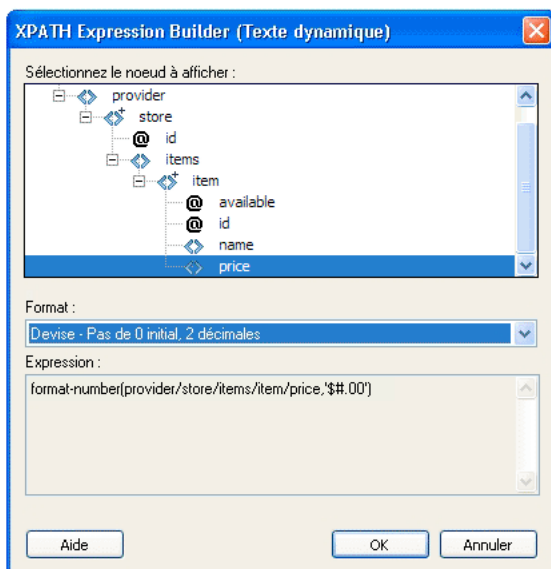 XPATH Expression Builder (Texte dynamique)
Sélectionnez le noeud à afficher :
provider
store
@ id
items
item
@ available
@ id
name
price
Format :
Devise - Pas de 0 initial, 2 décimales
Expression :
format-number(provider/store/items/item/price,'$#.00')
Aide OK Annuler